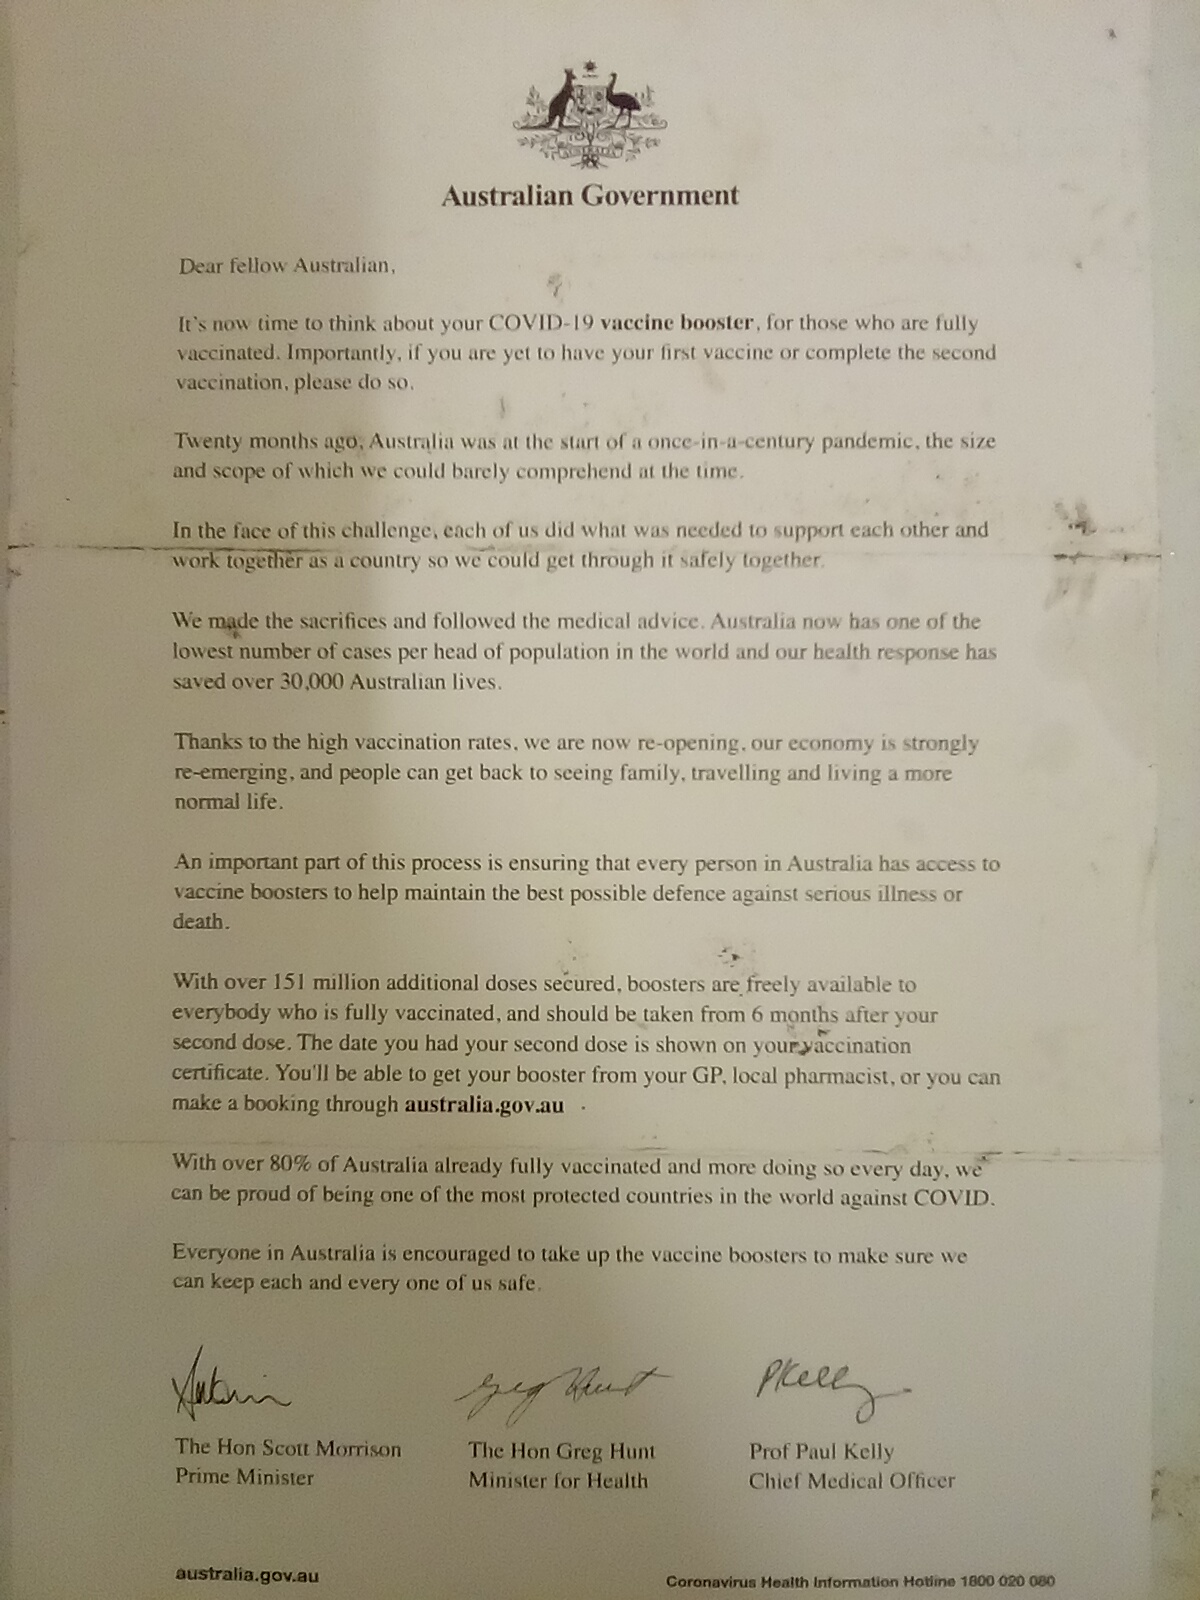 AUSTRALIA
Australian Government
Dear fellow Australian,
It's now time to think about your COVID-19 vaccine booster, for those who are fully
vaccinated. Importantly, if you are yet to have your first vaccine or complete the second
vaccination, please do so.
Twenty months ago, Australia was at the start of a once-in-a-century pandemic, the size
and scope of which we could barely comprehend at the time.
In the face of this challenge, each of us did what was needed to support each other and
work together as a country so we could get through it safely together.
We made the sacrifices and followed the medical advice. Australia now has one of the
lowest number of cases per head of population in the world and our health response has
saved over 30,000 Australian lives.
Thanks to the high vaccination rates, we are now re-opening, our economy is strongly
re-emerging, and people can get back to seeing family, travelling and living a more
normal life.
An important part of this process is ensuring that every person in Australia has access to
vaccine boosters to help maintain the best possible defence against serious illness or
death.
With over 151 million additional doses secured, boosters are freely available to
everybody who is fully vaccinated, and should be taken from 6 months after your
second dose. The date you had your second dose is shown on your vaccination
certificate. You'll be able to get your booster from your GP, local pharmacist, or you can
make a booking through australia.gov.au
With over 80% of Australia already fully vaccinated and more doing so every day, we
can be proud of being one of the most protected countries in the world against COVID.
Everyone in Australia is encouraged to take up the vaccine boosters to make sure we
can keep each and every one of us safe.
Greg Hunt PKelly
The Hon Scott Morrison The Hon Greg Hunt Prof Paul Kelly
Prime Minister Minister for Health Chief Medical Officer
australia.gov.au Coronavirus Health Information Hotline 1800 020 080